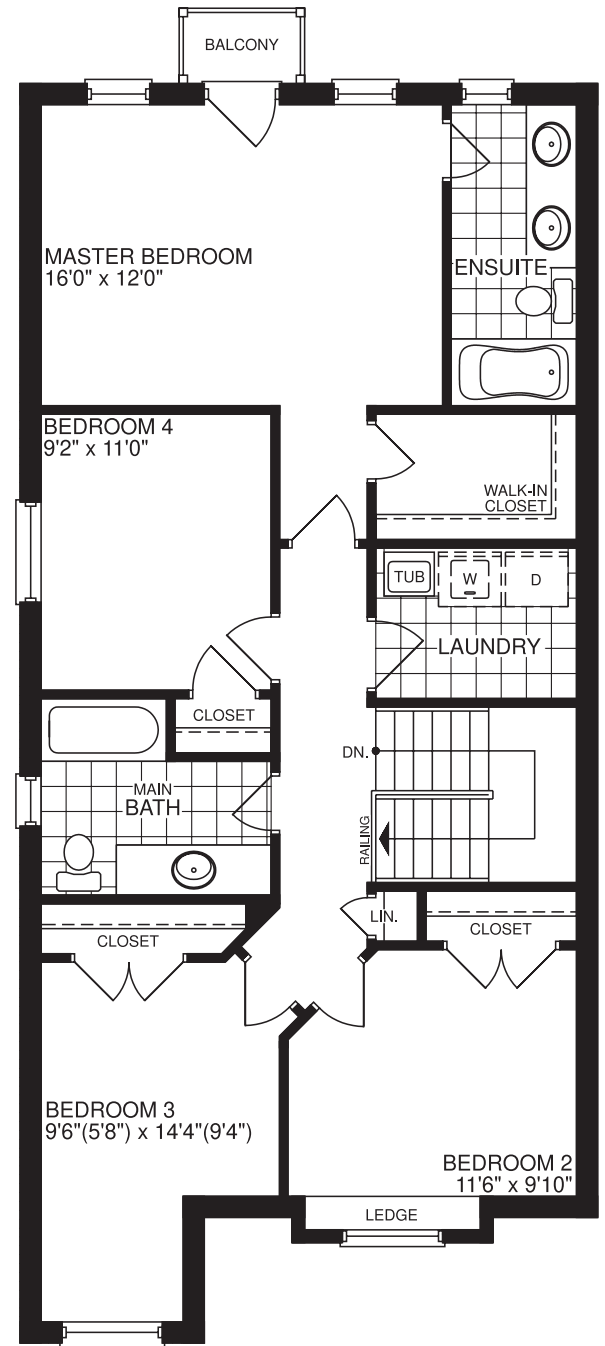 BALCONY
MASTER BEDROOM
16'0" x 12'0"
ENSUITE
BEDROOM 4
9'2" x 11'0"
WALK-IN
CLOSET
TUB
W
D
LAUNDRY
CLOSET
DN.
MAIN
BATH
RAILING
LIN.
CLOSET
CLOSET
BEDROOM 3
9'6"(5'8") x 14'4"(9'4")
BEDROOM 2
11'6" x 9'10"
LEDGE